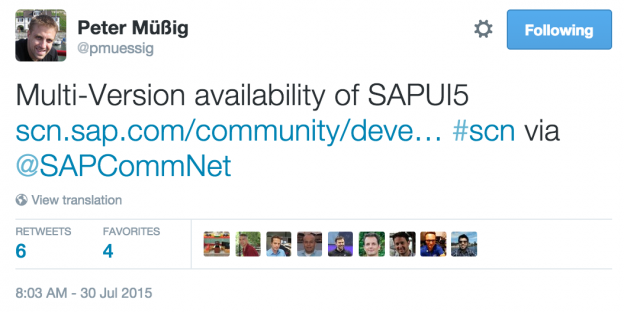 Peter Müßig
@pmuessig
Following
Multi-Version availability of SAPUI5
scn.sap.com/community/deve… #scn via
@SAPCommNet
View translation
RETWEETS
6
FAVORITES
4
8:03 AM - 30 Jul 2015